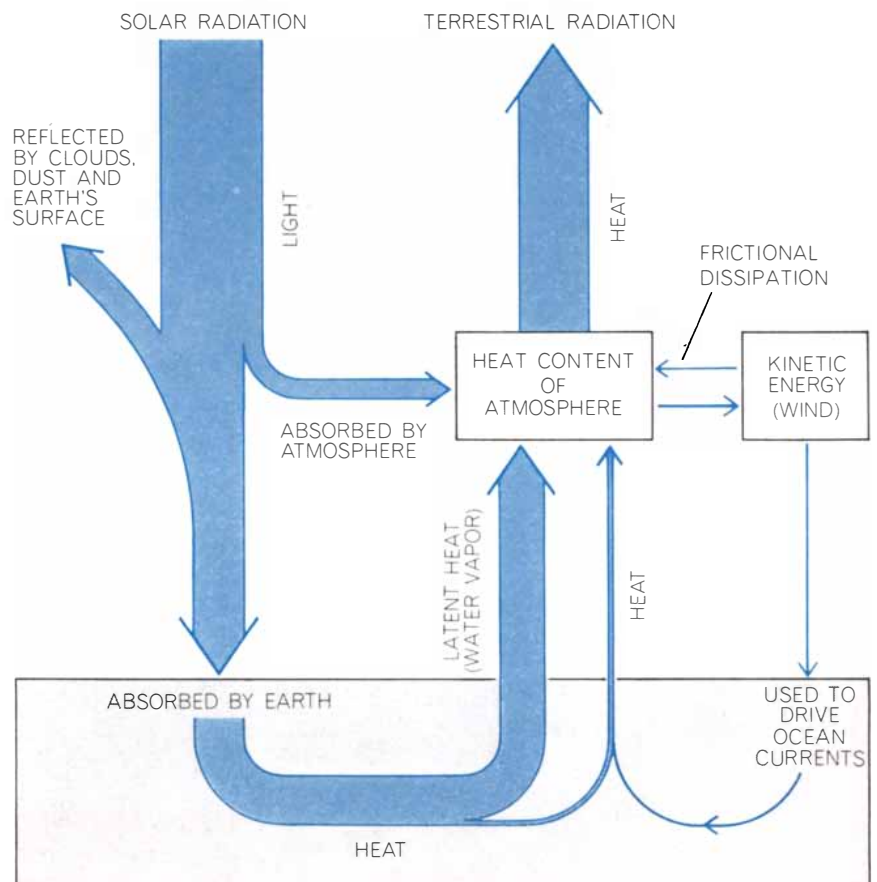 SOLAR RADIATION
TERRESTRIAL RADIATION
REFLECTED
BY CLOUDS,
DUST AND
EARTH'S
SURFACE
LIGHT
HEAT
FRICTIONAL
DISSIPATION
HEAT CONTENT
OF
ATMOSPHERE
KINETIC
ENERGY
(WIND)
ABSORBED BY
ATMOSPHERE
LATENT HEAT
(WATER VAPOR)
HEAT
ABSORBED BY EARTH
USED TO
DRIVE
OCEAN
CURRENTS
HEAT